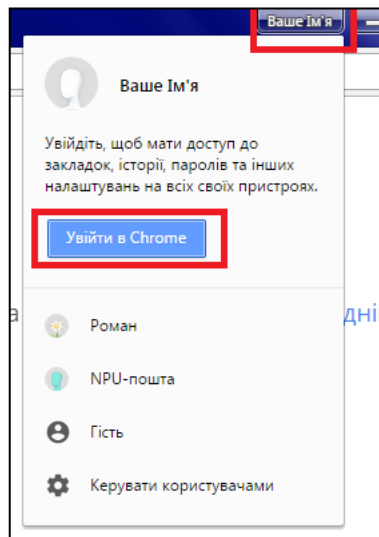 Ваше Ім'я
Ваше Ім'я
Увійдіть, щоб мати доступ до
закладок, історії, паролів та інших
налаштувань на всіх своїх пристроях.
Увійти в Chrome
а
дні
Роман
NPU-пошта
Гість
Керувати користувачами